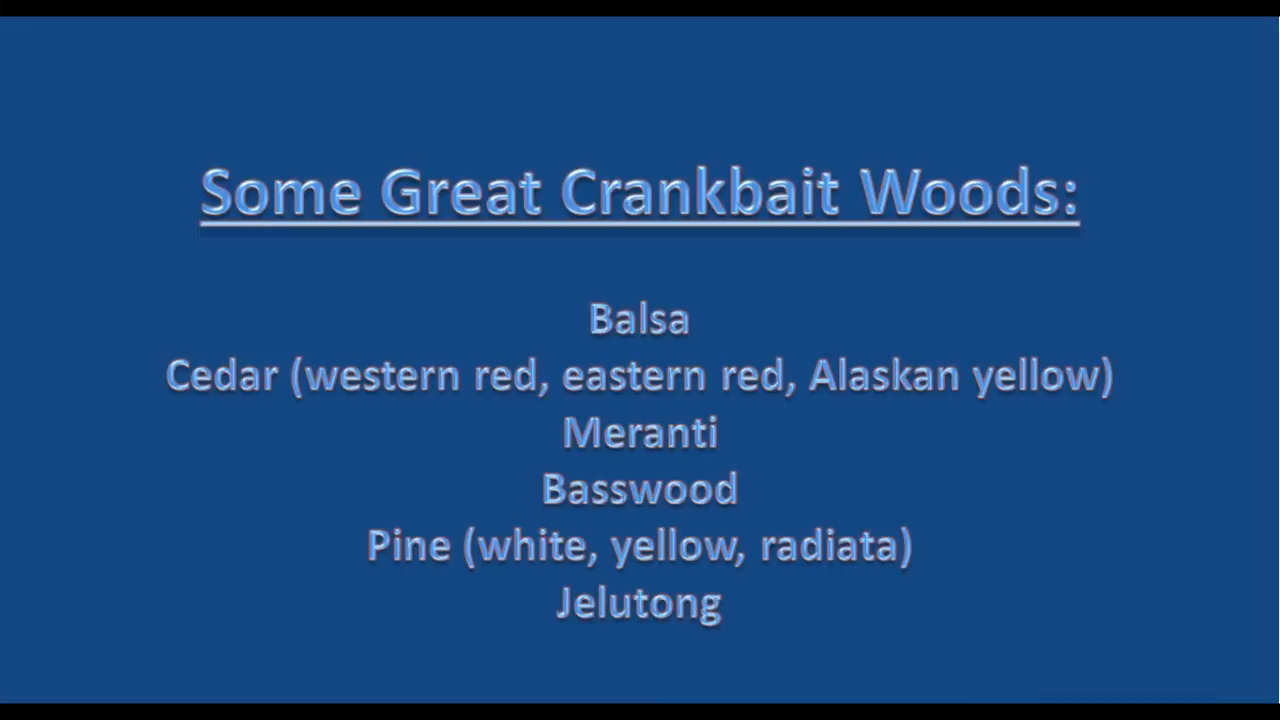 Some Great Crankbait Woods:
Balsa
Cedar (western red, eastern red, Alaskan yellow)
Meranti
Basswood
Pine (white, yellow, radiata)
Jelutong